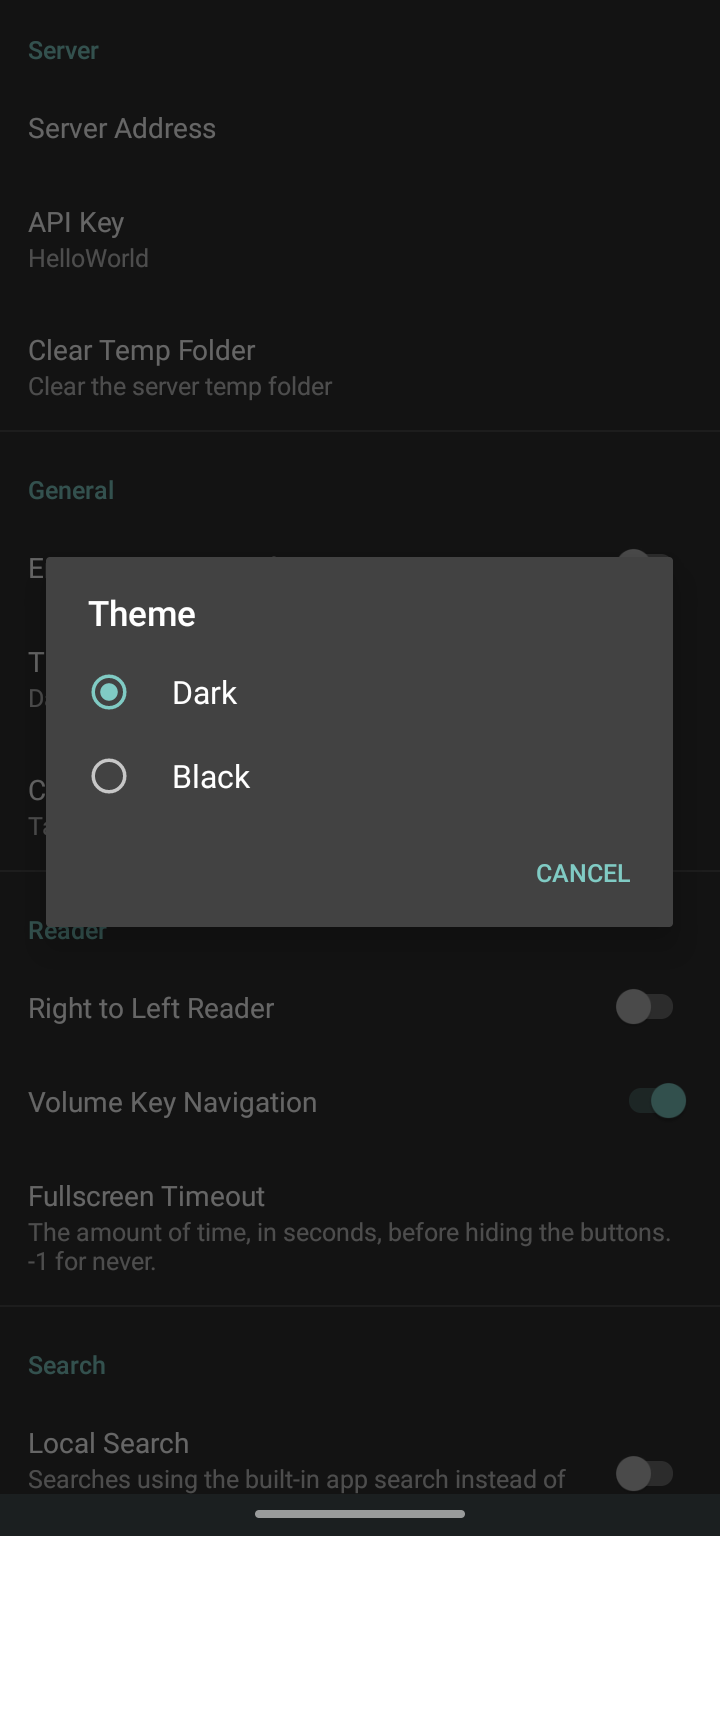 Server
Server Address
API Key
HelloWorld
Clear Temp Folder
Clear the server temp folder
General
Theme
Dark
Black
CANCEL
Reader
Right to Left Reader
Volume Key Navigation
Fullscreen Timeout
The amount of time, in seconds, before hiding the buttons.
-1 for never.
Search
Local Search
Searches using the built-in app search instead of